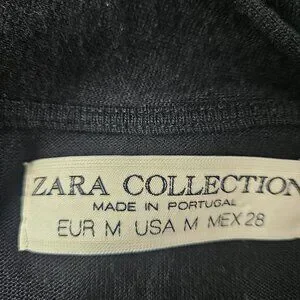 ZARA COLLECTION
MADE IN PORTUGAL
EUR M USA M MEX 28